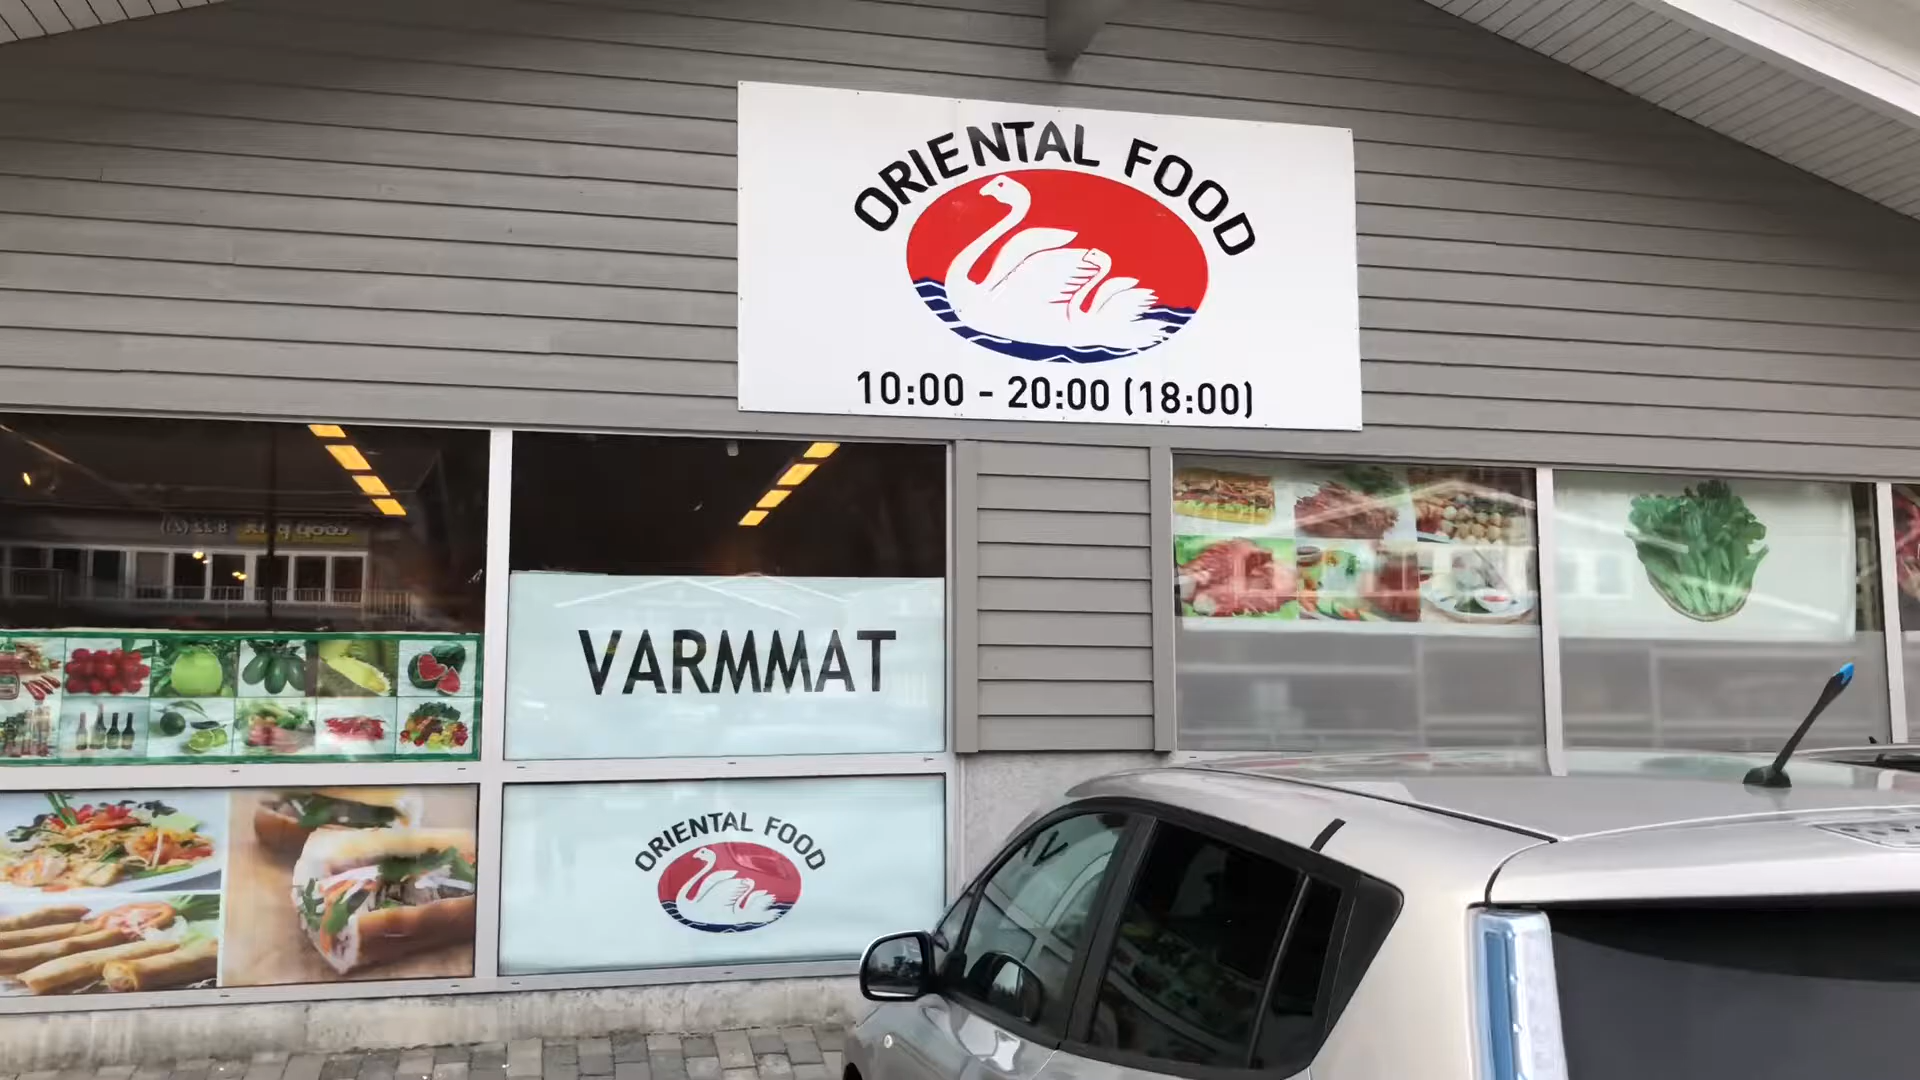 ORIENTAL FOOD
10:00 - 20:00 (18:00)
VARMMAT
ORIENTAL FOOD